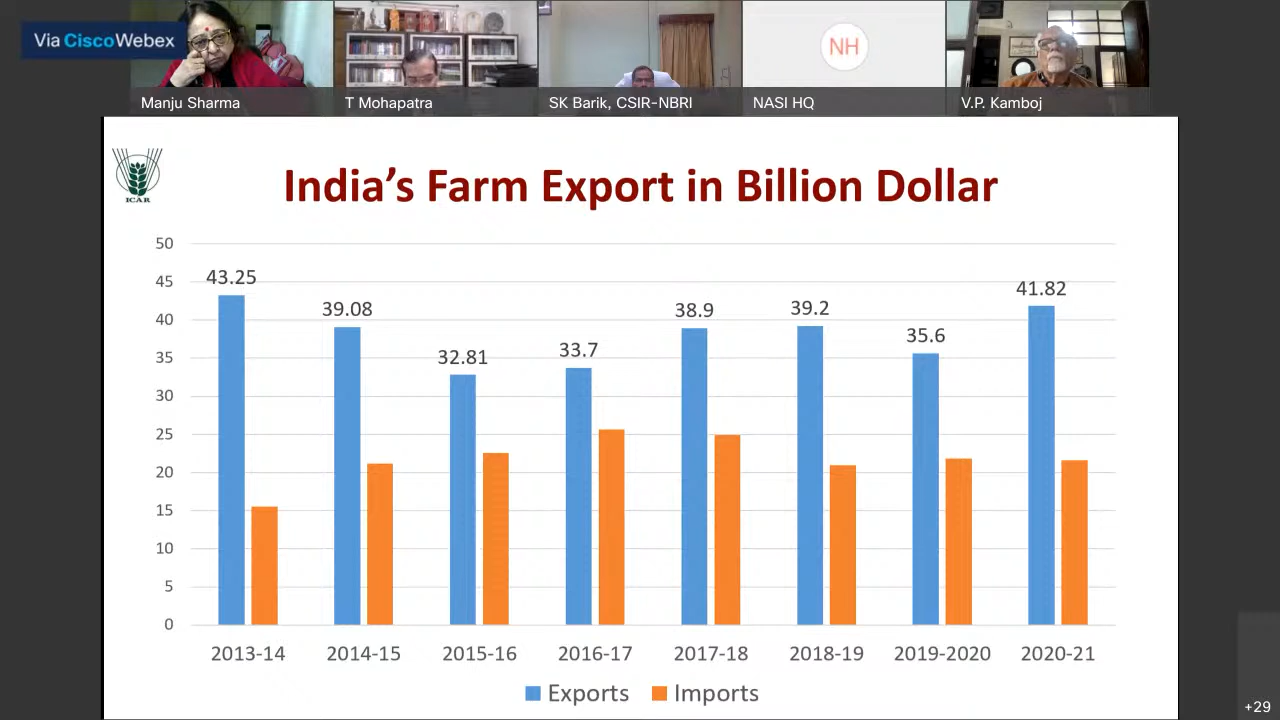 Via Cisco Webex
Manju Sharma
T Mohapatra
SK Barik, CSIR-NBRI
NH
NASI HQ
V.P. Kamboj
ICAR
India’s Farm Export in Billion Dollar
50
45
40
35
30
25
20
15
10
5
0
43.25
39.08
32.81
33.7
38.9
39.2
35.6
41.82
2013-14
2014-15
2015-16
2016-17
2017-18
2018-19
2019-2020
2020-21
Exports
Imports
+29